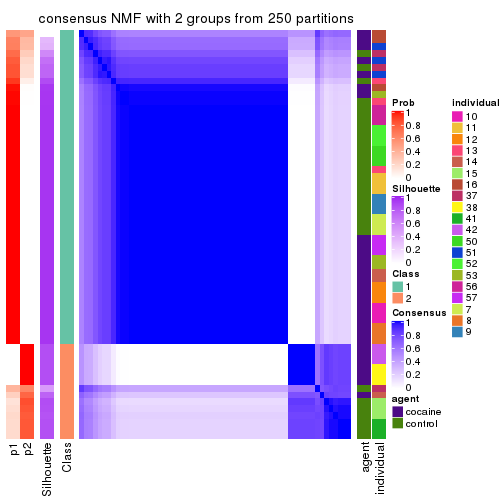 consensus NMF with 2 groups from 250 partitions
p1
p2
Silhouette
Class
agent
individual
Prob
1
0.8
0.6
0.4
0.2
0
Silhouette
1
0.8
0.6
0.4
0.2
0
Class
1
2
Consensus
1
0.8
0.6
0.4
0.2
0
agent
cocaine
control
individual
10
11
12
13
14
15
16
37
38
41
42
50
51
52
53
56
57
7
8
9